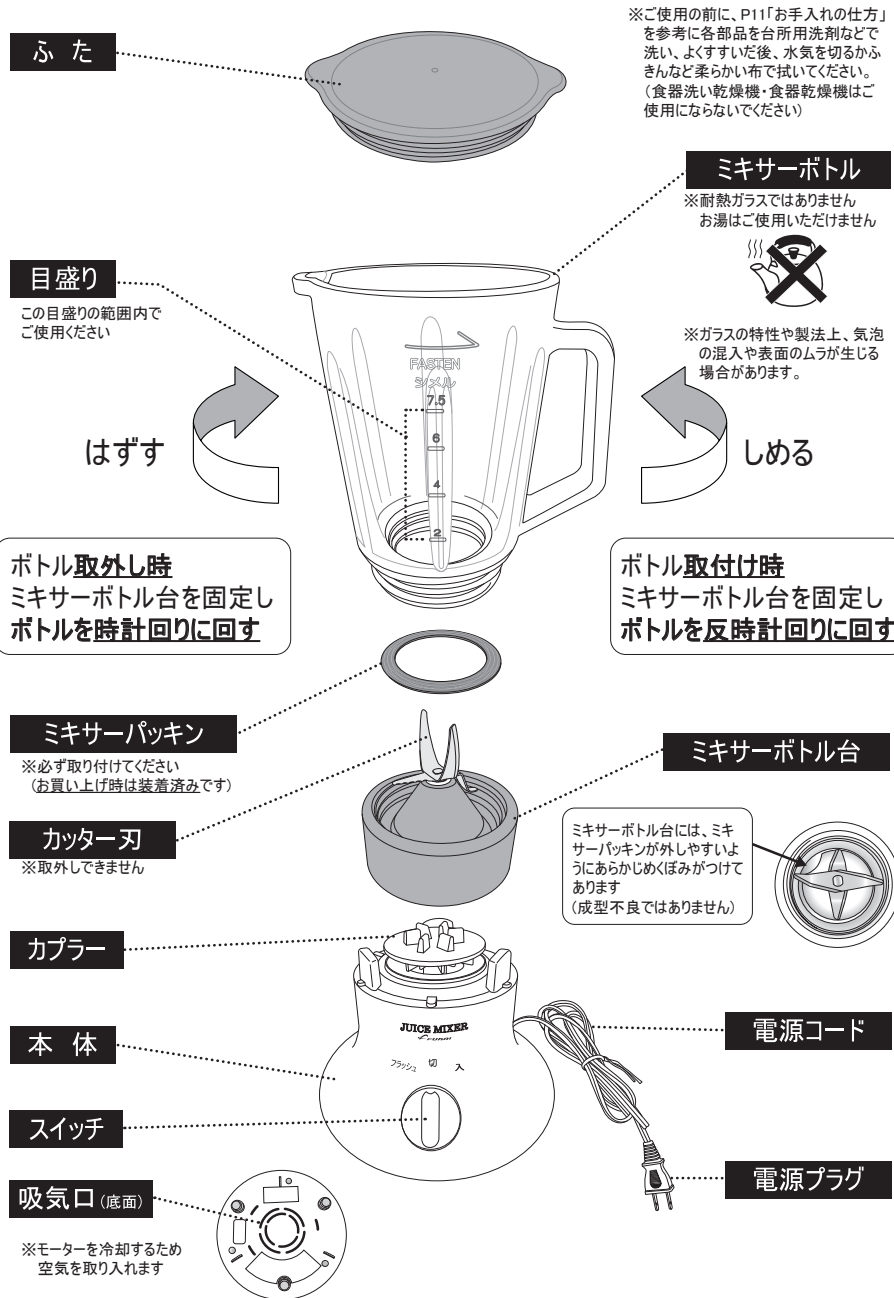 ふ た
※ご使用の前に、P11「お手入れの仕方」
を参考に各部品を台所用洗剤などで
洗い、よくすすいだ後、水気を切るかふ
きんなど柔らかい布で拭いてください。
(食器洗い乾燥機・食器乾燥機はご
使用にならないでください)
ミキサーボトル
※耐熱ガラスではありません
お湯はご使用いただけません
※ガラスの特性や製法上、気泡
の混入や表面のムラが生じる
場合があります。
目盛り
この目盛りの範囲内で
ご使用ください
FASTEN
シメル
7.5
6
4
2
はずす
しめる
ボトル取外し時
ミキサーボトル台を固定し
ボトルを時計回りに回す
ボトル取付け時
ミキサーボトル台を固定し
ボトルを反時計回りに回す
ミキサーパッキン
※必ず取り付けてください
(お買い上げ時は装着済みです)
カッター刃
※取外しできません
ミキサーボトル台
ミキサーボトル台には、ミキ
サーパッキンが外しやすいよ
うにあらかじめくぼみがつけて
あります
(成型不良ではありません)
カプラー
本 体
JUICE MIXER
フラッシュ 切 入
スイッチ
電源コード
電源プラグ
吸気口(底面)
※モーターを冷却するため
空気を取り入れます